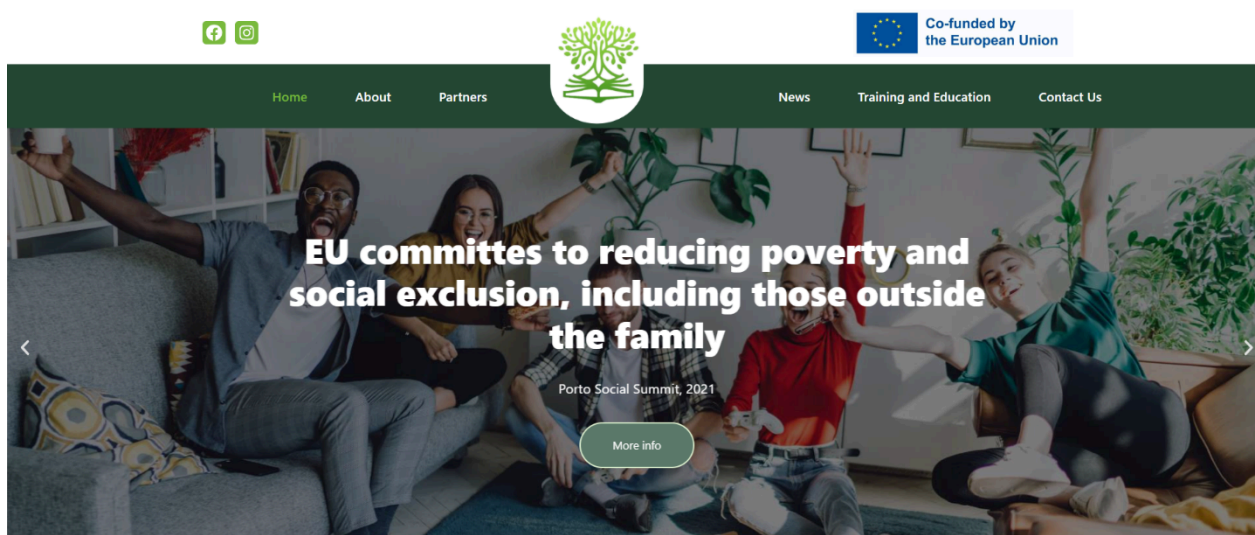 Co-funded by
the European Union
Home About Partners News Training and Education Contact Us
EU committes to reducing poverty and
social exclusion, including those outside
the family
Porto Social Summit, 2021
More info